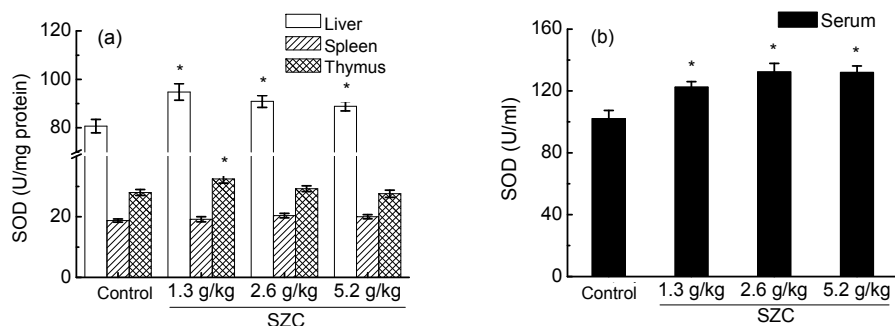 (a)
Liver
Spleen
Thymus
SOD (U/mg protein)
100
80
20
0
*
*
*
*
Control
1.3 g/kg
2.6 g/kg
5.2 g/kg
SZC
(b)
Serum
SOD (U/ml)
160
120
80
40
0
*
*
*
Control
1.3 g/kg
2.6 g/kg
5.2 g/kg
SZC